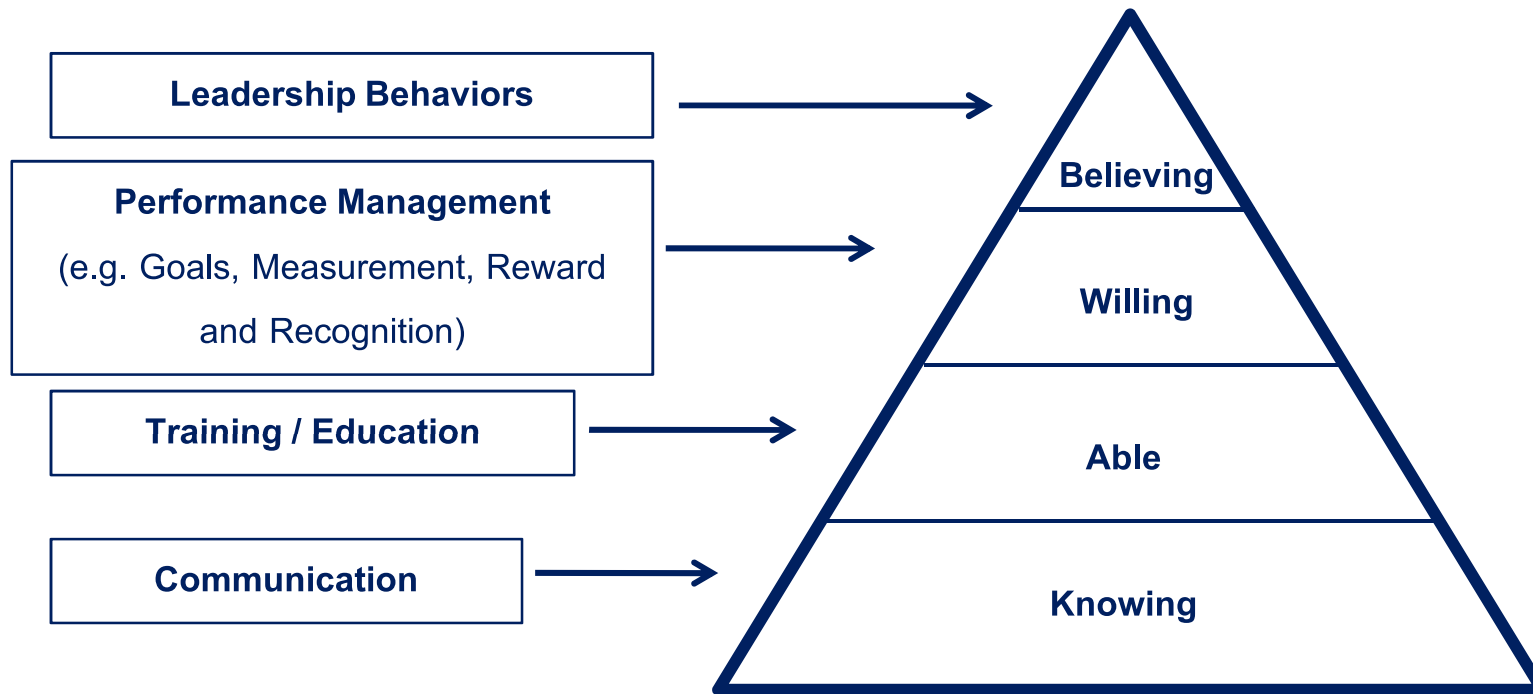 Leadership Behaviors
Performance Management
(e.g. Goals, Measurement, Reward
and Recognition)
Training / Education
Communication
Believing
Willing
Able
Knowing